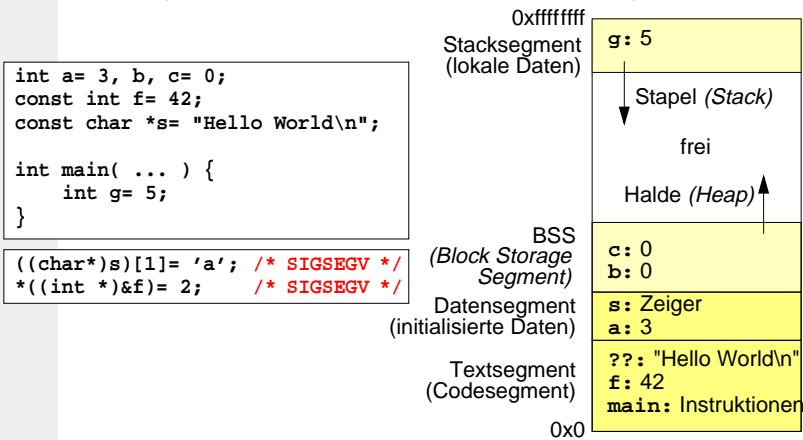 int a= 3, b, c= 0;
const int f= 42;
const char *s= "Hello World\n";
int main( ... ) {
int g= 5;
}
((char*)s)[1]= ’a’; /* SIGSEGV */
*((int *)&f)= 2; /* SIGSEGV */
0xffffffff
Stacksegment
(lokale Daten)
g: 5
Stapel (Stack)
frei
Halde (Heap)
BSS
(Block Storage
Segment)
c: 0
b: 0
Datensegment
(initialisierte Daten)
s: Zeiger
a: 3
Textsegment
(Codesegment)
??: "Hello World\n"
f: 42
main: Instruktionen
0x0